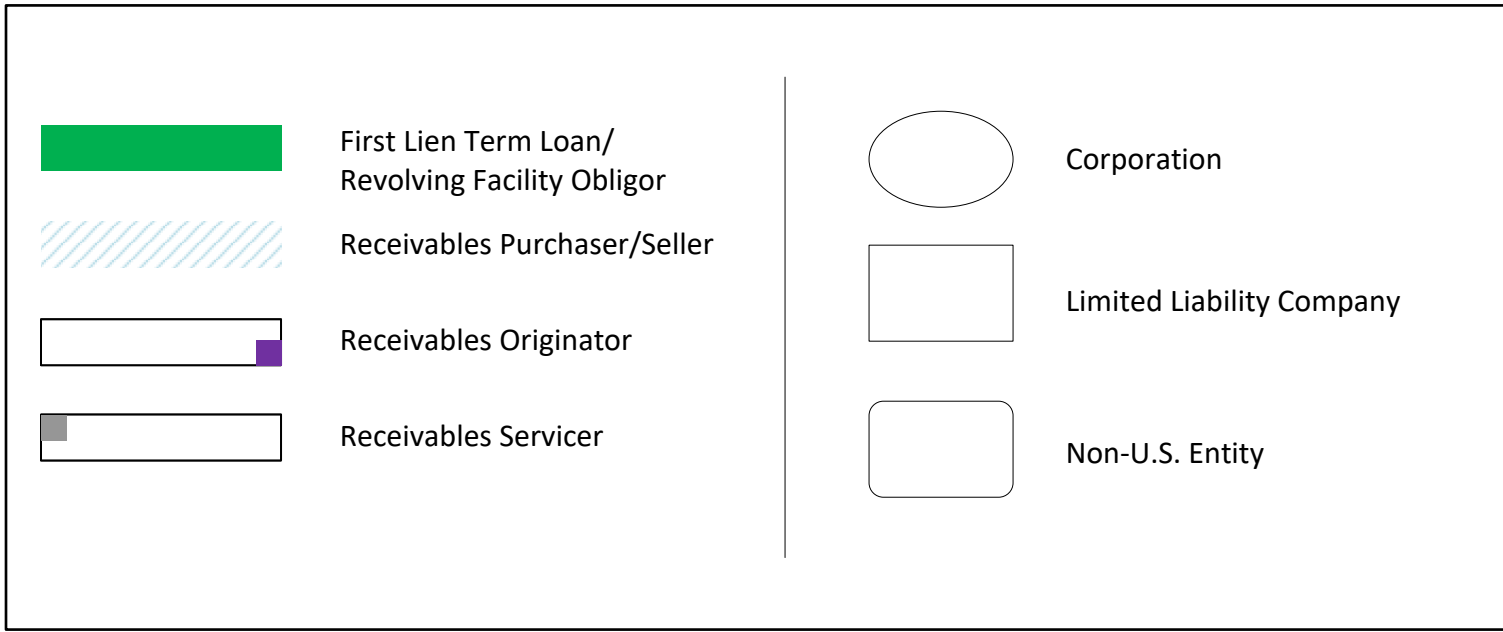 First Lien Term Loan/
Revolving Facility Obligor
Receivables Purchaser/Seller
Receivables Originator
Receivables Servicer
Corporation
Limited Liability Company
Non-U.S. Entity